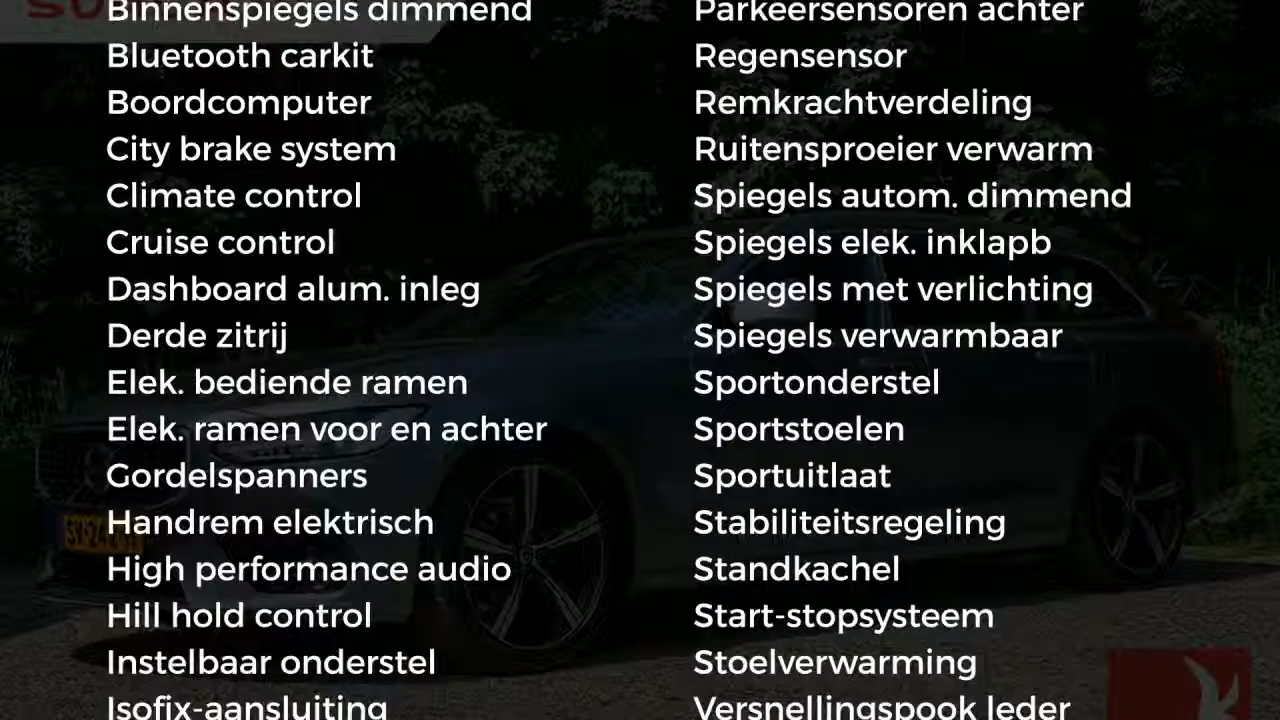 Binnenspiegels dimmend
Bluetooth carkit
Boordcomputer
City brake system
Climate control
Cruise control
Dashboard alum. inleg
Derde zitrij
Elek. bediende ramen
Elek. ramen voor en achter
Gordelspanners
Handrem elektrisch
High performance audio
Hill hold control
Instelbaar onderstel
Isofix-aansluiting
Parkeersensoren achter
Regensensor
Remkrachtverdeling
Ruitensproeier verwarm
Spiegels autom. dimmend
Spiegels elek. inklapb
Spiegels met verlichting
Spiegels verwarmbaar
Sportonderstel
Sportstoelen
Sportuitlaat
Stabiliteitsregeling
Standkachel
Start-stopsysteem
Stoelverwarming
Versnellingspook leder